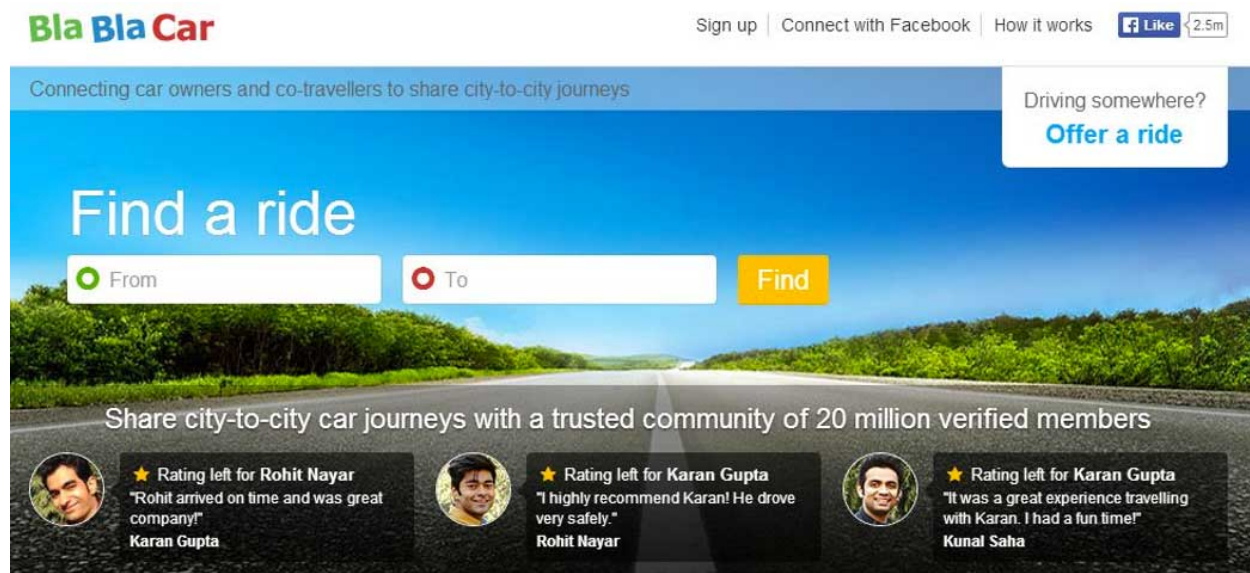 Bla Bla Car
Sign up
Connect with Facebook
How it works
Like
2.5m
Connecting car owners and co-travellers to share city-to-city journeys
Driving somewhere?
Offer a ride
Find a ride
From
To
Find
Share city-to-city car journeys with a trusted community of 20 million verified members
Rating left for Rohit Nayar
"Rohit arrived on time and was great
company!"
Karan Gupta
Rating left for Karan Gupta
"I highly recommend Karan! He drove
very safely."
Rohit Nayar
Rating left for Karan Gupta
"It was a great experience travelling
with Karan. I had a fun time!"
Kunal Saha